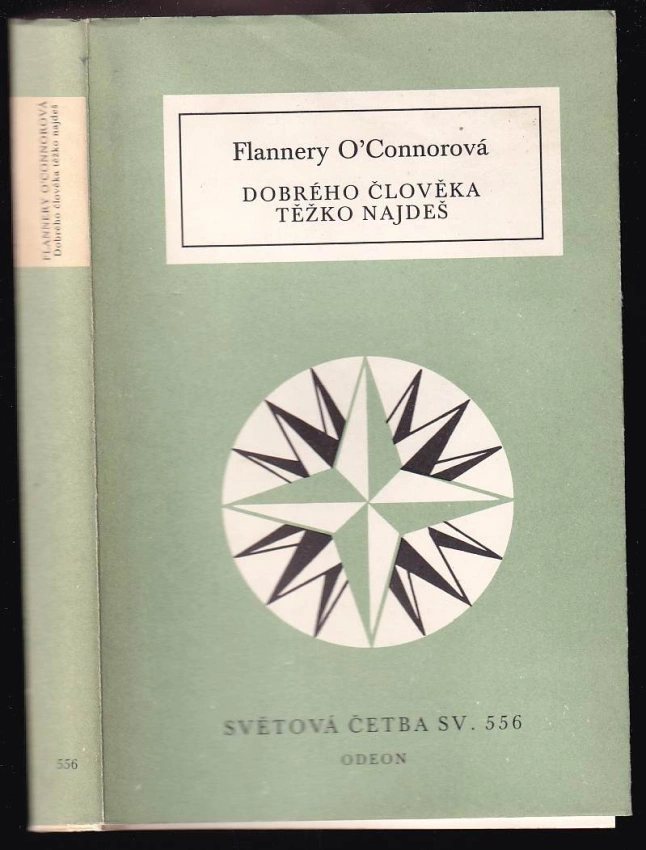 FLANNERY O'CONNOROVÁ
Dobrého člověka těžko najdeš
556
Flannery O'Connorová
DOBRÉHO ČLOVĚKA
TĚŽKO NAJDEŠ
SVĚTOVÁ ČETBA SV. 556
ODEON